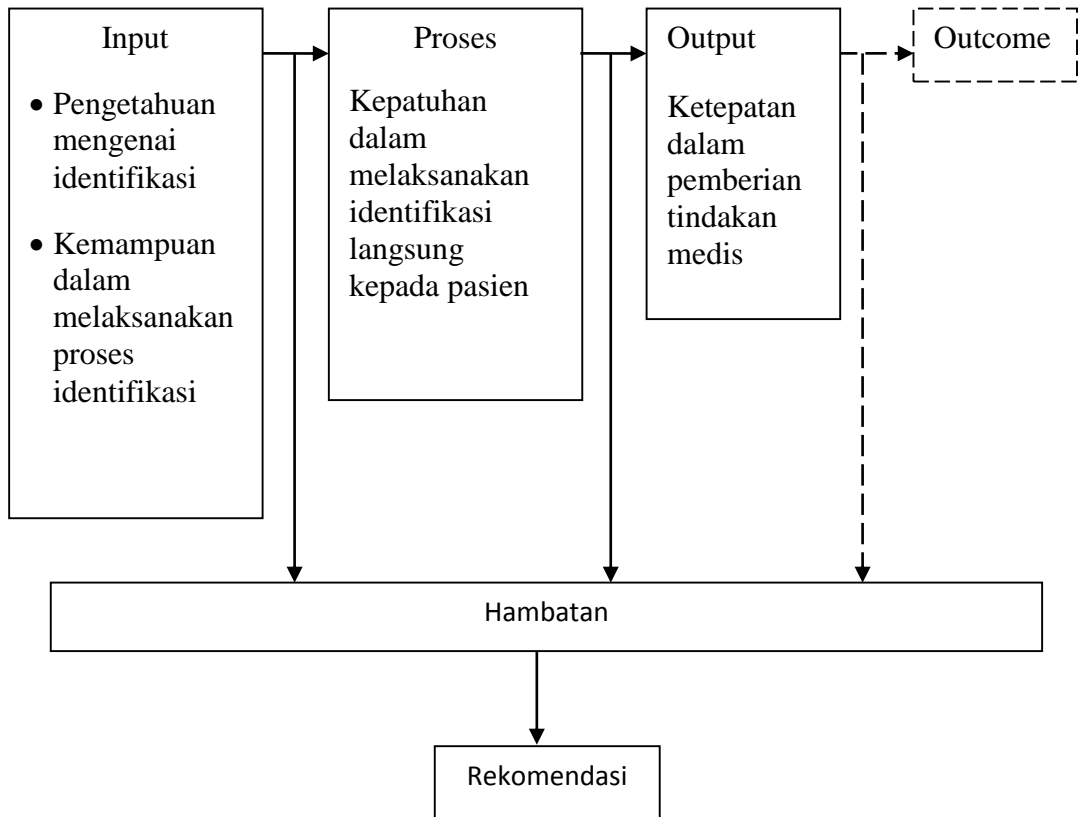 Input
• Pengetahuan
mengenai
identifikasi
• Kemampuan
dalam
melaksanakan
proses
identifikasi
Proses
Kepatuhan
dalam
melaksanakan
identifikasi
langsung
kepada pasien
Output
Ketepatan
dalam
pemberian
tindakan
medis
Outcome
Hambatan
Rekomendasi